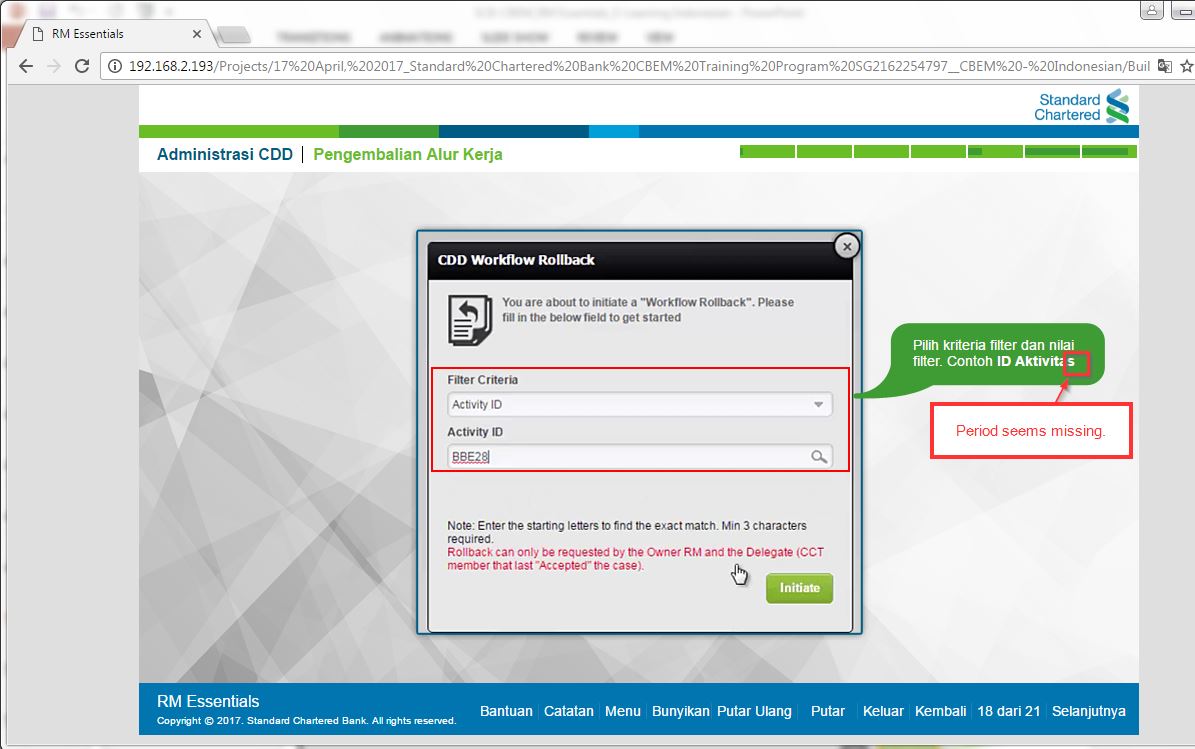 RM Essentials
192.168.2.193/Projects/17%20April,%202017_Standard%20Chartered%20Bank%20CBEM%20Training%20Program%20SG2162254797__CBEM%20-%20Indonesian/Buil
Standard
Chartered
Administrasi CDD | Pengembalian Alur Kerja
CDD Workflow Rollback
You are about to initiate a "Workflow Rollback". Please
fill in the below field to get started
Pilih kriteria filter dan nilai
filter. Contoh ID Aktivitas
Period seems missing.
Filter Criteria
Activity ID
Activity ID
BBE28
Note: Enter the starting letters to find the exact match. Min 3 characters
required.
Rollback can only be requested by the Owner RM and the Delegate (CCT
member that last "Accepted" the case).
Initiate
RM Essentials
Copyright © 2017. Standard Chartered Bank. All rights reserved.
Bantuan Catatan Menu Bunyikan Putar Ulang Putar Keluar Kembali 18 dari 21 Selanjutnya